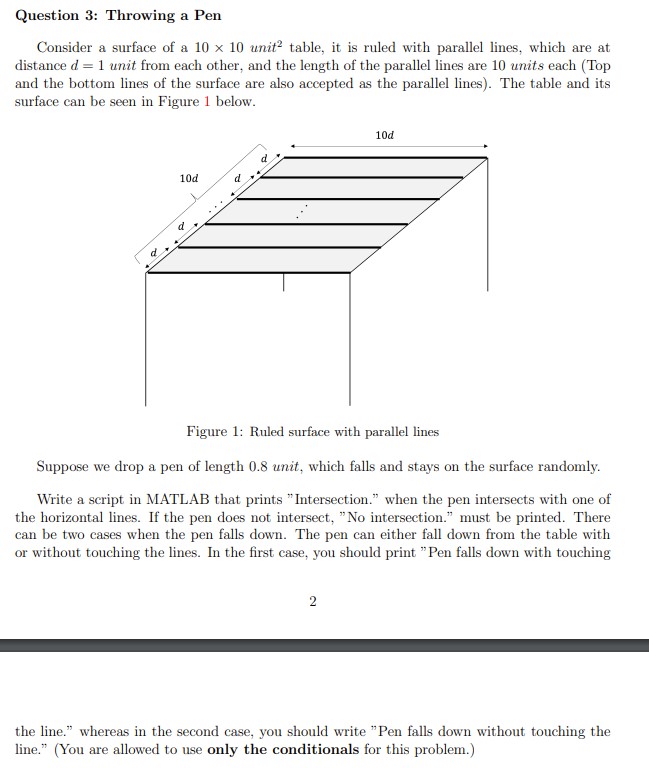 Question 3: Throwing a Pen
Consider a surface of a 10 × 10 unit² table, it is ruled with parallel lines, which are at
distance d = 1 unit from each other, and the length of the parallel lines are 10 units each (Top
and the bottom lines of the surface are also accepted as the parallel lines). The table and its
surface can be seen in Figure 1 below.
10d
d
10d
d
⋰
⋰
d
d
Figure 1: Ruled surface with parallel lines
Suppose we drop a pen of length 0.8 unit, which falls and stays on the surface randomly.
Write a script in MATLAB that prints ”Intersection.” when the pen intersects with one of
the horizontal lines. If the pen does not intersect, ”No intersection.” must be printed. There
can be two cases when the pen falls down. The pen can either fall down from the table with
or without touching the lines. In the first case, you should print ”Pen falls down with touching
2
the line.” whereas in the second case, you should write ”Pen falls down without touching the
line.” (You are allowed to use only the conditionals for this problem.)